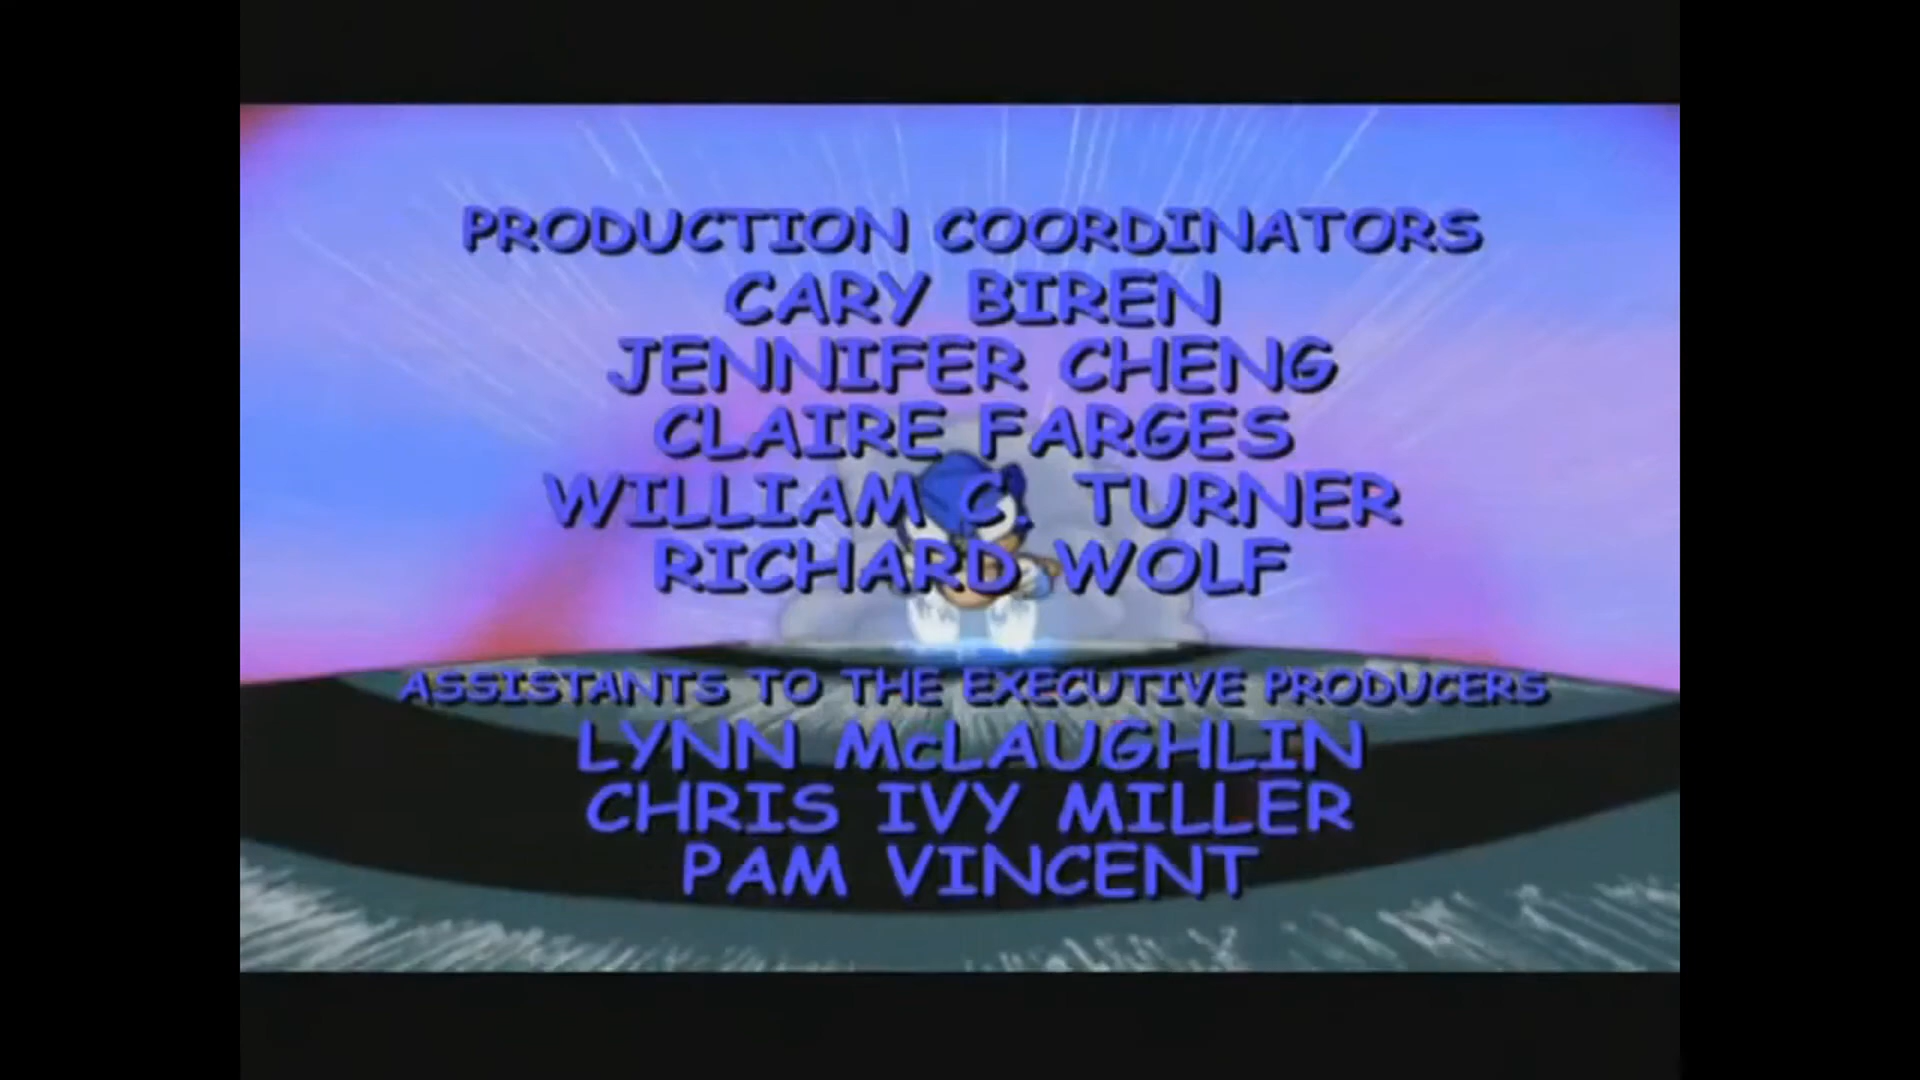 PRODUCTION COORDINATORS
CARY BIREN
JENNIFER CHENG
CLAIRE FARGES
WILLIAM C. TURNER
RICHARD WOLF
ASSISTANTS TO THE EXECUTIVE PRODUCERS
LYNN McLAUGHLIN
CHRIS IVY MILLER
PAM VINCENT